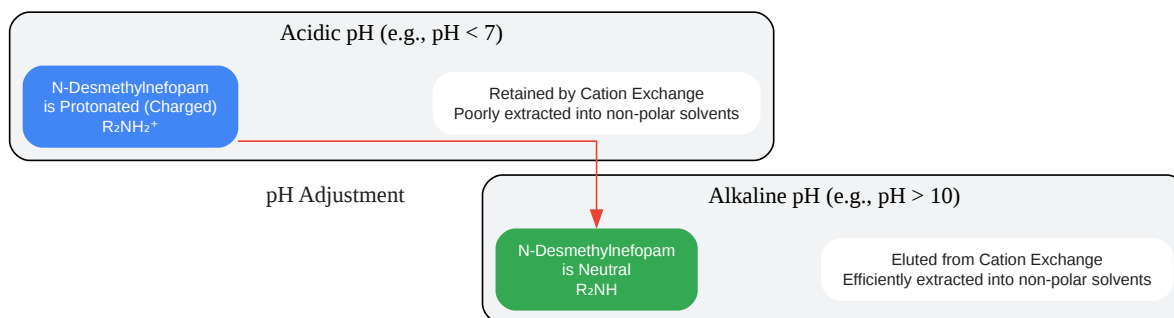 Acidic pH (e.g., pH < 7)
N-Desmethylnefopam
is Protonated (Charged)
R₂NH₂⁺
Retained by Cation Exchange
Poorly extracted into non-polar solvents
pH Adjustment
Alkaline pH (e.g., pH > 10)
N-Desmethylnefopam
is Neutral
R₂NH
Eluted from Cation Exchange
Efficiently extracted into non-polar solvents